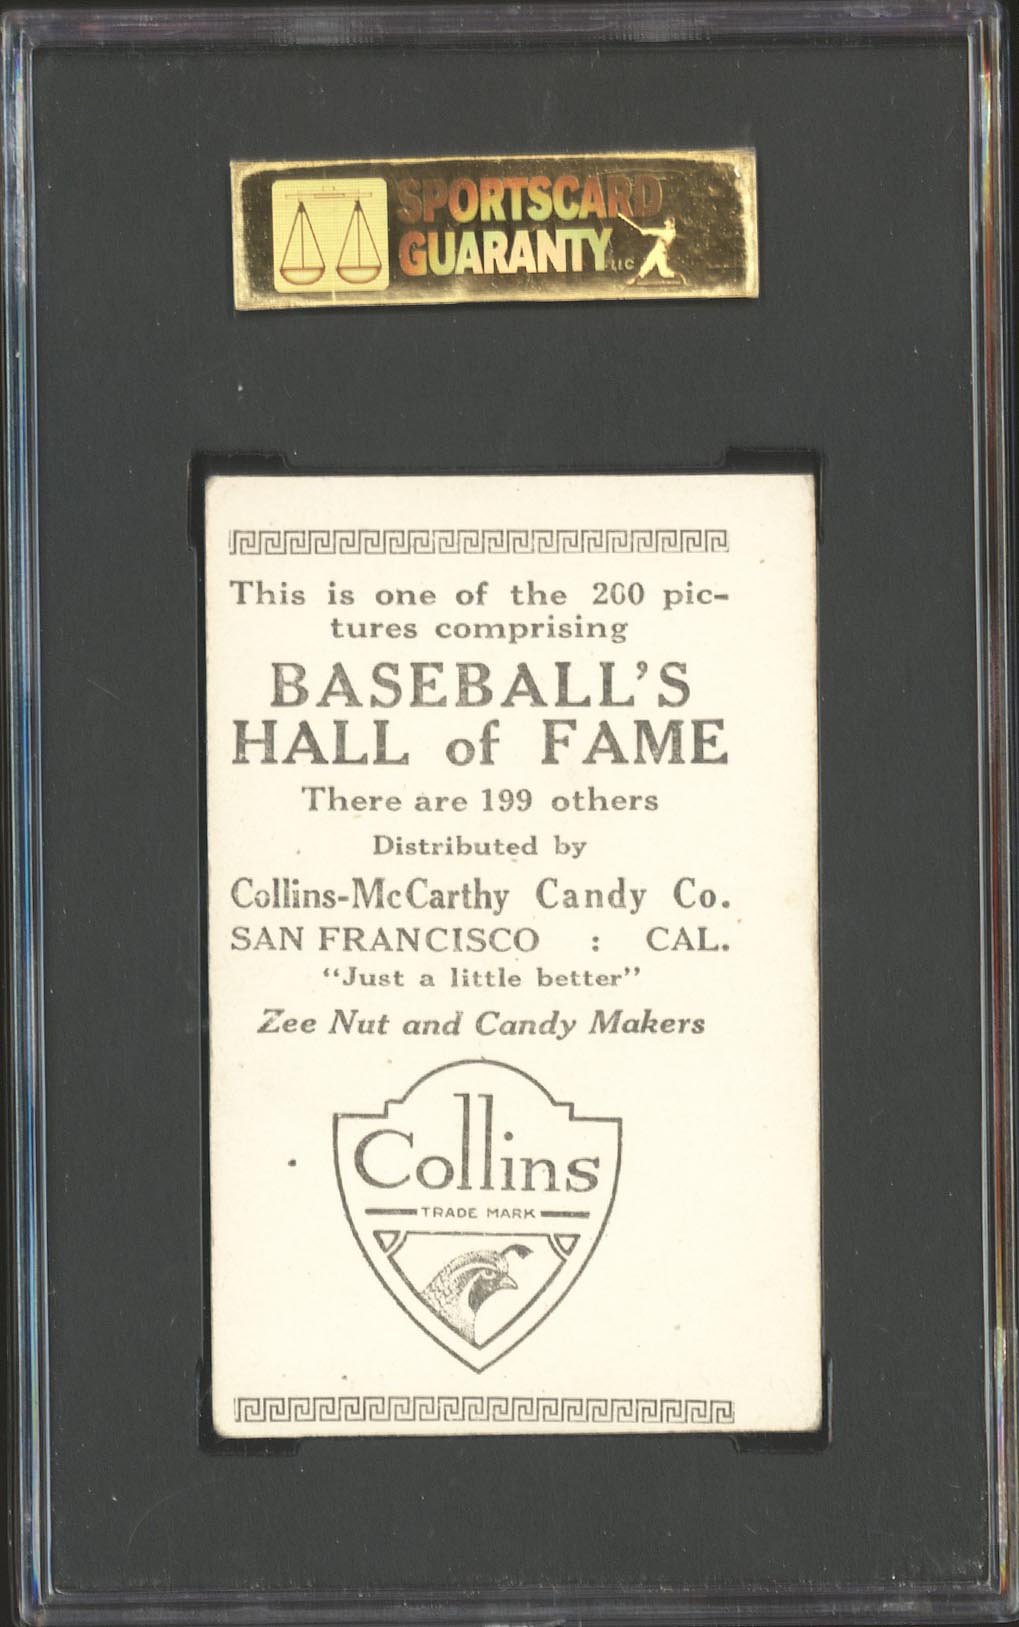 SPORTSCARD
GUARANTY LLC
This is one of the 200 pic-
tures comprising
BASEBALL'S
HALL of FAME
There are 199 others
Distributed by
Collins-McCarthy Candy Co.
SAN FRANCISCO : CAL.
"Just a little better"
Zee Nut and Candy Makers
Collins
TRADE MARK